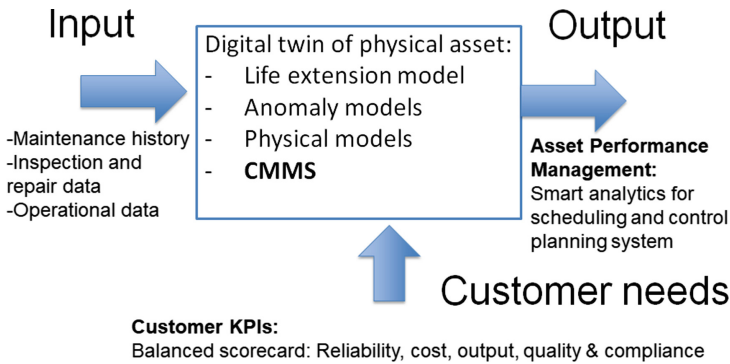 Input
Output
Digital twin of physical asset:
- Life extension model
- Anomaly models
- Physical models
- CMMS
-Maintenance history
-Inspection and
repair data
-Operational data
Asset Performance
Management:
Smart analytics for
scheduling and control
planning system
Customer needs
Customer KPIs:
Balanced scorecard: Reliability, cost, output, quality & compliance